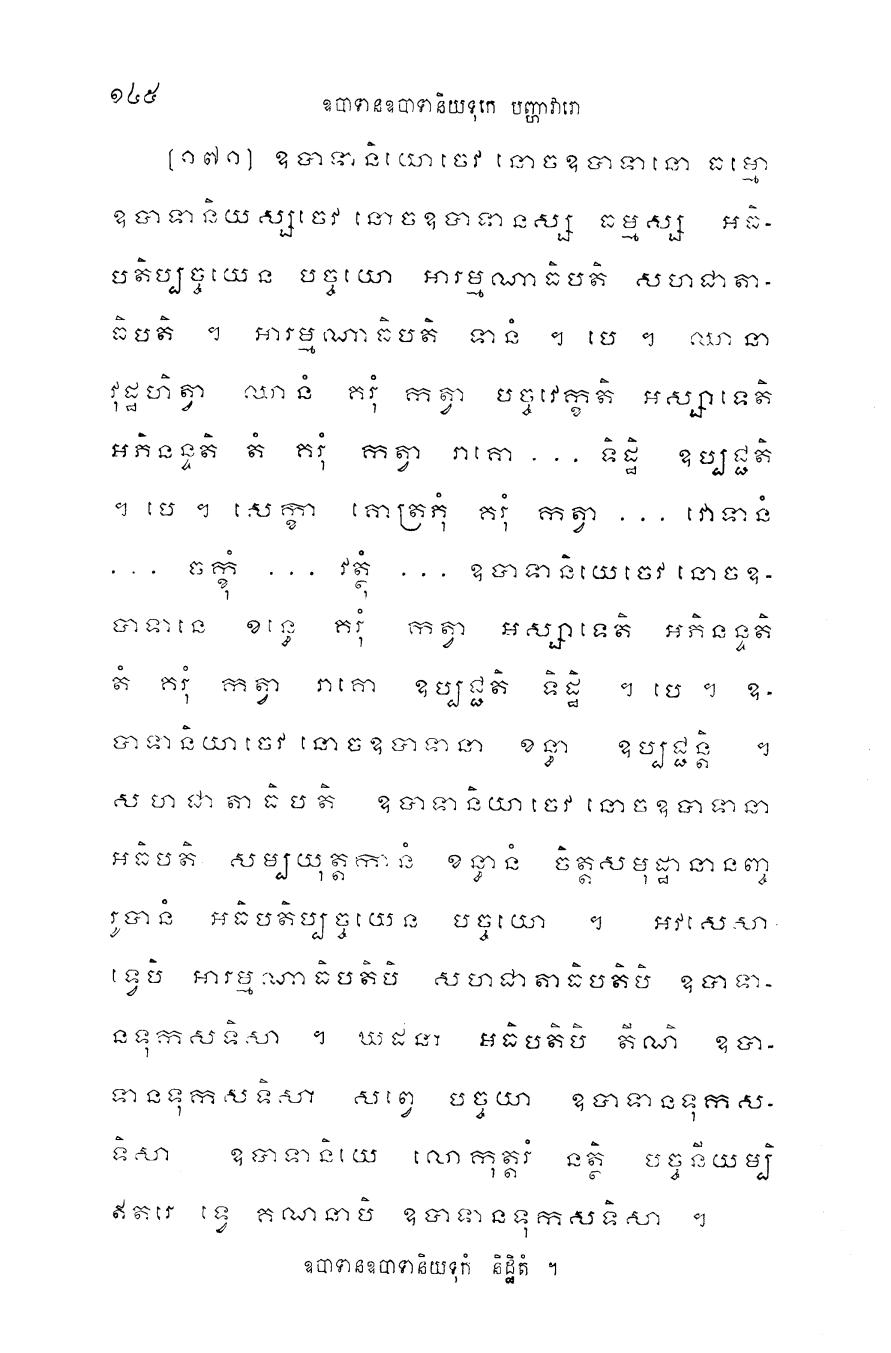 ១៤៥
ឧបាទានឧបាទានិយទុកេ បញ្ហាវារោ
[១៧១] ឧបាទានិយោចេវ នោចឧបាទានោ ធម្មោ
ឧបាទានិយស្សចេវ នោចឧបាទានស្ស ធម្មស្ស អធិ-
បតិប្បច្ចយេន បច្ចយោ អារម្មណាធិបតិ សហជាតា-
ធិបតិ ។ អារម្មណាធិបតិ ទានំ ។ បេ ។ ឈានា
វុដ្ឋហិត្វា ឈានំ គរុំ កត្វា បច្ចវេក្ខតិ អស្សាទេតិ
អភិនន្ទតិ តំ គរុំ កត្វា រាគោ ... ទិដ្ឋិ ឧប្បជ្ជតិ
។ បេ ។ សេក្ខា គោត្រភុំ គរុំ កត្វា ... វោទានំ
... ចក្ខុំ ... វត្ថុំ ... ឧបាទានិយេចេវ នោចឧ-
បាទានេ ខន្ធេ គរុំ កត្វា អស្សាទេតិ អភិនន្ទតិ
តំ គរុំ កត្វា រាគោ ឧប្បជ្ជតិ ទិដ្ឋិ ។ បេ ។ ឧ-
បាទានិយាចេវ នោចឧបាទានា ខន្ធា ឧប្បជ្ជន្តិ ។
សហជាតាធិបតិ ឧបាទានិយាចេវ នោចឧបាទានា
អធិបតិ សម្បយុត្តកានំ ខន្ធានំ ចិត្តសមុដ្ឋានានញ្ច
រូបានំ អធិបតិប្បច្ចយេន បច្ចយោ ។ អវសេសា
ទ្វេបិ អារម្មណាធិបតិបិ សហជាតាធិបតិបិ ឧបាទា-
នទុកសទិសា ។ ឃដនា អធិបតិបិ តីណិ ឧបា-
ទានទុកសទិសា សព្វេ បច្ចយា ឧបាទានទុកស-
ទិសា ឧបាទានិយេ លោកុត្តរំ នត្ថិ បច្ចនីយម្បិ
ឥតរេ ទ្វេ គណនាបិ ឧបាទានទុកសទិសា ។
ឧបាទានឧបាទានិយទុកំ និដ្ឋិតំ ។